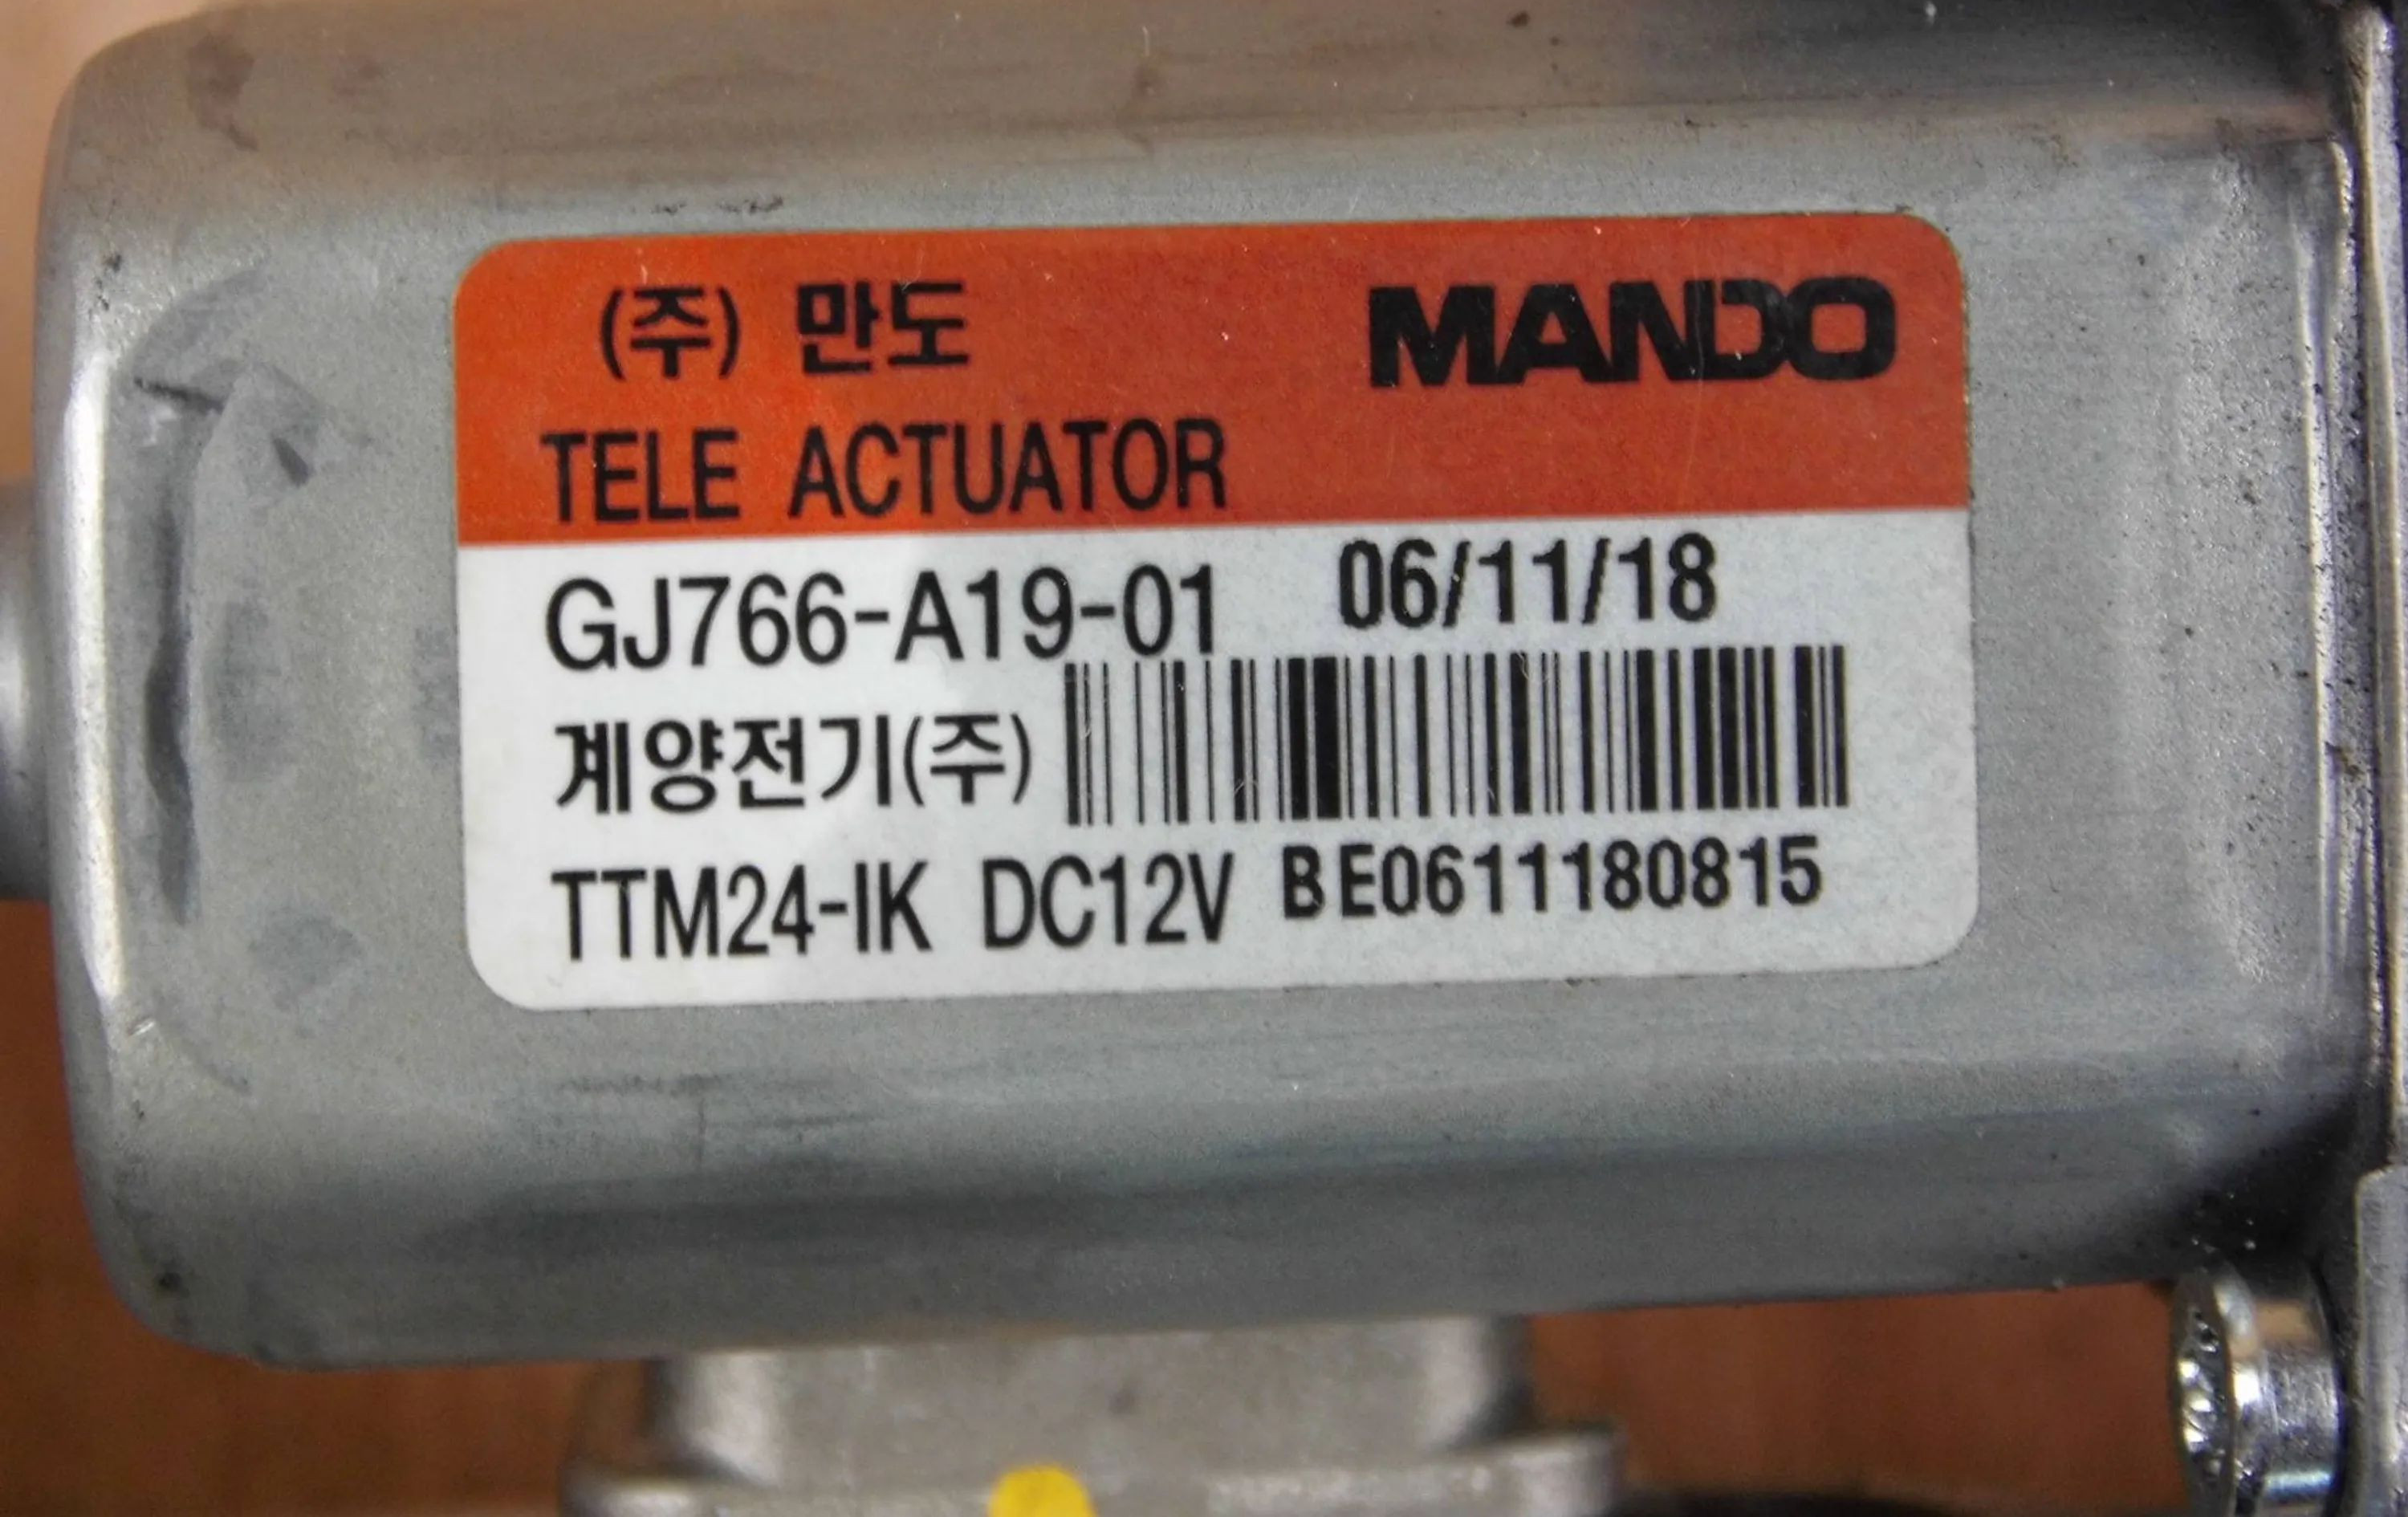 (주) 만도 MANDO
TELE ACTUATOR
GJ766-A19-01 06/11/18
계양전기(주)
TTM24-IK DC12V BE0611180815